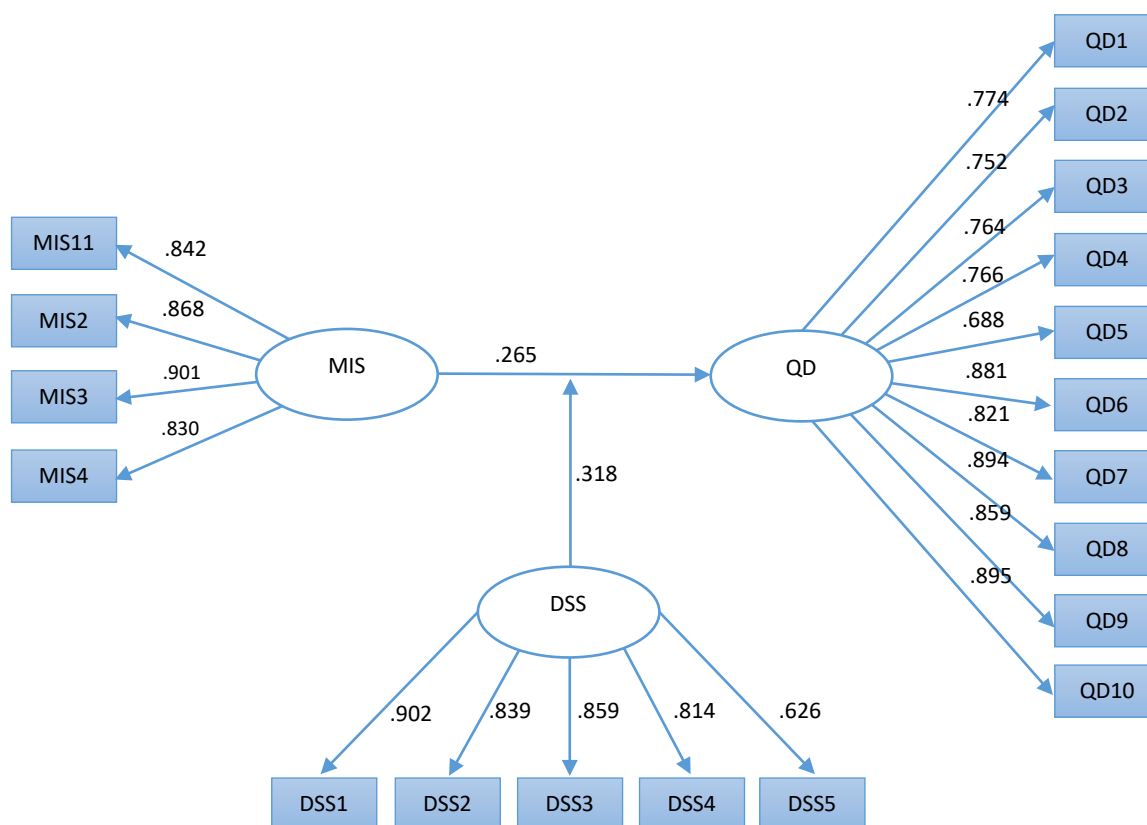 QD1
.774
QD2
.752
QD3
.764
QD4
.766
QD5
.688
QD6
.881
QD7
.821
QD8
.894
QD9
.859
QD10
.895
MIS11
.842
MIS2
.868
MIS3
.901
MIS4
.830
MIS
.265
QD
.318
DSS
.902
.839
.859
.814
.626
DSS1
DSS2
DSS3
DSS4
DSS5